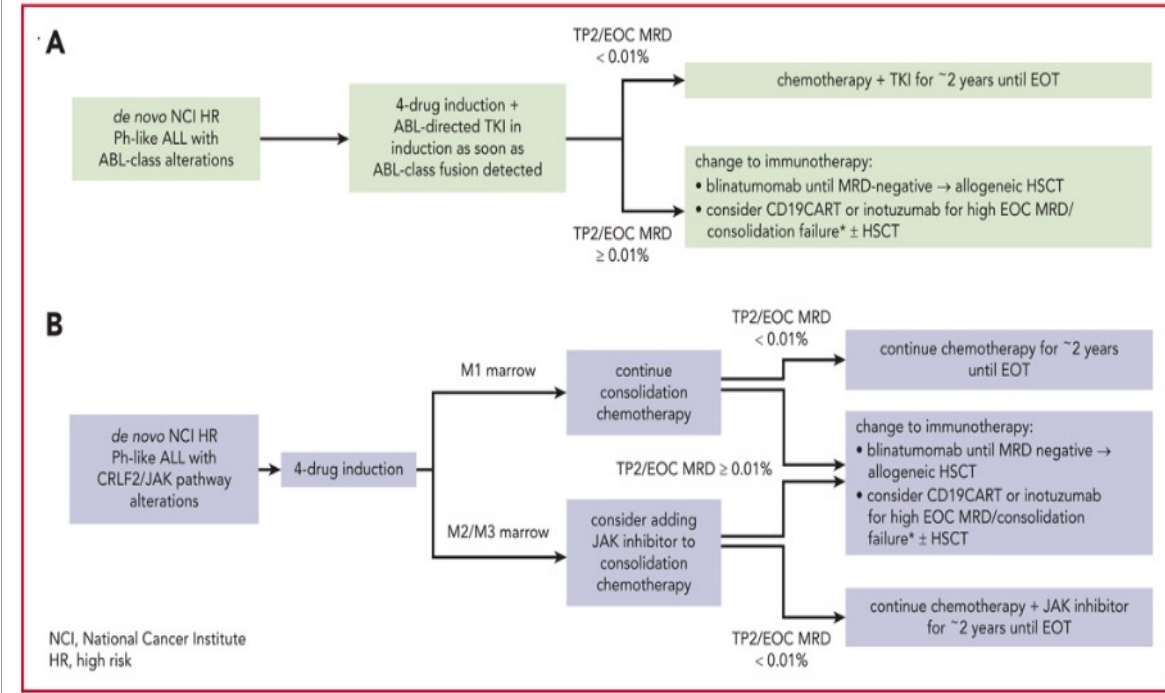 A
de novo NCI HR
Ph-like ALL with
ABL-class alterations
4-drug induction +
ABL-directed TKI in
induction as soon as
ABL-class fusion detected
TP2/EOC MRD
< 0.01%
chemotherapy + TKI for ~2 years until EOT
TP2/EOC MRD
≥ 0.01%
change to immunotherapy:
• blinatumomab until MRD-negative → allogeneic HSCT
• consider CD19CART or inotuzumab for high EOC MRD/
consolidation failure* ± HSCT
B
de novo NCI HR
Ph-like ALL with
CRLF2/JAK pathway
alterations
4-drug induction
M1 marrow
continue
consolidation
chemotherapy
TP2/EOC MRD
< 0.01%
continue chemotherapy for ~2 years
until EOT
TP2/EOC MRD ≥ 0.01%
change to immunotherapy:
• blinatumomab until MRD negative →
allogeneic HSCT
• consider CD19CART or inotuzumab
for high EOC MRD/consolidation
failure* ± HSCT
M2/M3 marrow
consider adding
JAK inhibitor to
consolidation
chemotherapy
TP2/EOC MRD
< 0.01%
continue chemotherapy + JAK inhibitor
for ~2 years until EOT
NCI, National Cancer Institute
HR, high risk